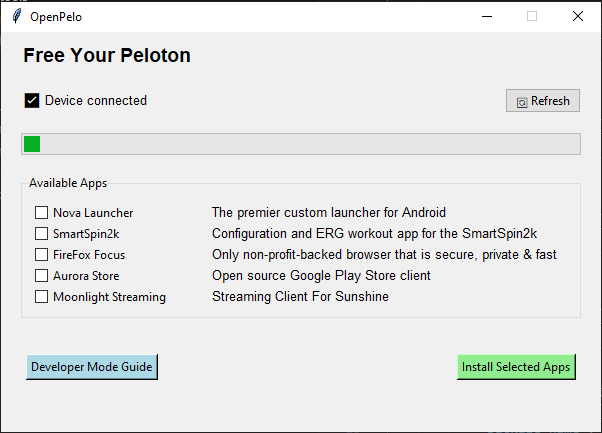 OpenPelo
Free Your Peloton
Device connected
Refresh
Available Apps
Nova Launcher The premier custom launcher for Android
SmartSpin2k Configuration and ERG workout app for the SmartSpin2k
FireFox Focus Only non-profit-backed browser that is secure, private & fast
Aurora Store Open source Google Play Store client
Moonlight Streaming Streaming Client For Sunshine
Developer Mode Guide
Install Selected Apps